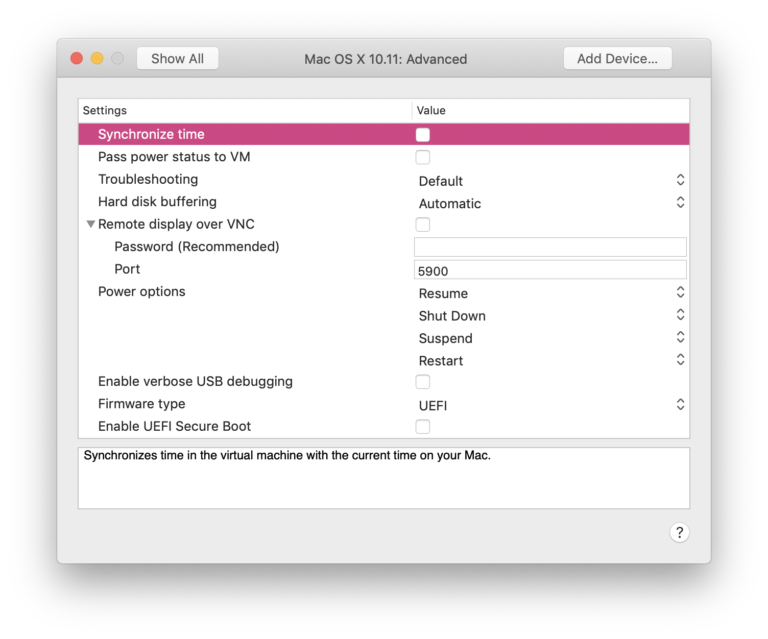 Show All Mac OS X 10.11: Advanced Add Device...
Settings Value
Synchronize time
Pass power status to VM
Troubleshooting Default
Hard disk buffering Automatic
Remote display over VNC
Password (Recommended)
Port 5900
Power options Resume
Shut Down
Suspend
Restart
Enable verbose USB debugging
Firmware type UEFI
Enable UEFI Secure Boot
Synchronizes time in the virtual machine with the current time on your Mac.
?